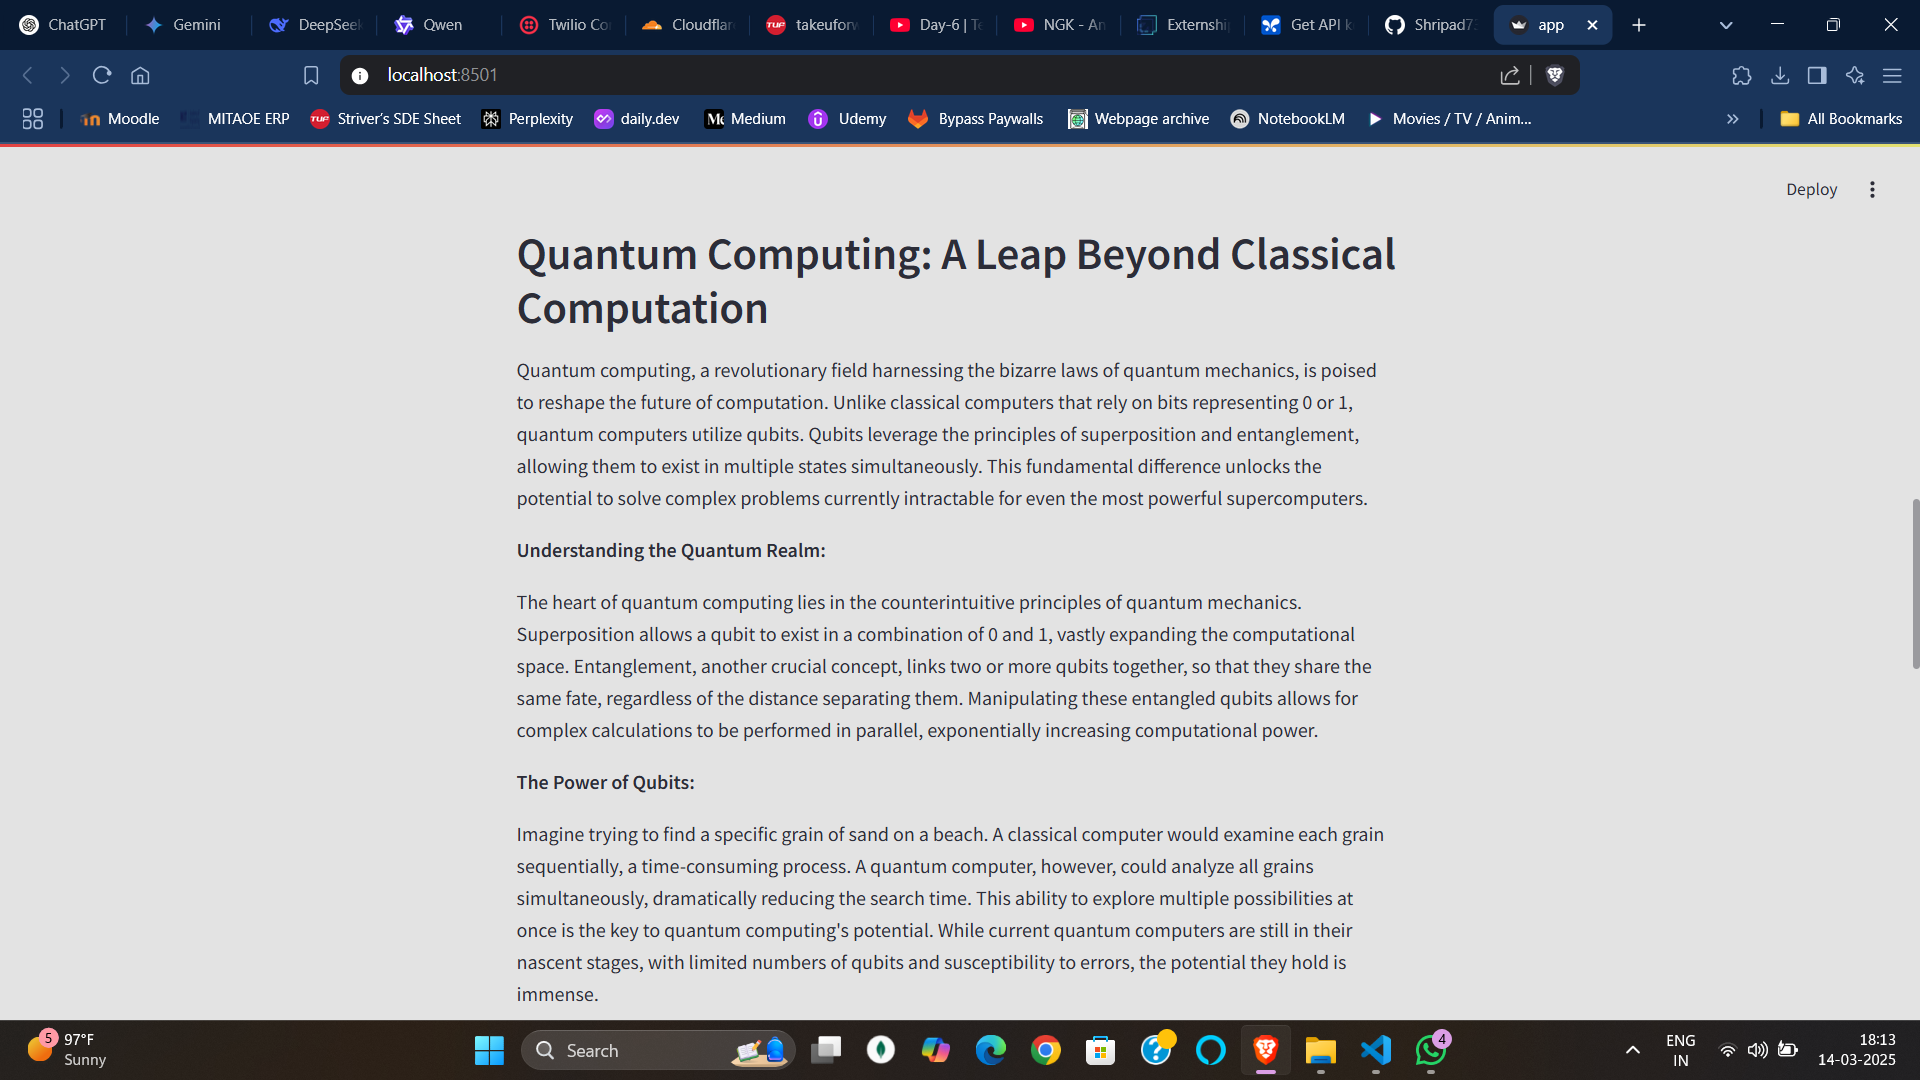 ChatGPT
Gemini
DeepSeek
Qwen
Twilio Co
Cloudflar
takeuforw
Day-6 | Te
NGK - An
Externshi
Get API k
Shripad73
app
localhost:8501
Moodle
MITAOE ERP
Striver's SDE Sheet
Perplexity
daily.dev
Medium
Udemy
Bypass Paywalls
Webpage archive
NotebookLM
Movies / TV / Anim...
All Bookmarks
Deploy
Quantum Computing: A Leap Beyond Classical
Computation
Quantum computing, a revolutionary field harnessing the bizarre laws of quantum mechanics, is poised
to reshape the future of computation. Unlike classical computers that rely on bits representing 0 or 1,
quantum computers utilize qubits. Qubits leverage the principles of superposition and entanglement,
allowing them to exist in multiple states simultaneously. This fundamental difference unlocks the
potential to solve complex problems currently intractable for even the most powerful supercomputers.
Understanding the Quantum Realm:
The heart of quantum computing lies in the counterintuitive principles of quantum mechanics.
Superposition allows a qubit to exist in a combination of 0 and 1, vastly expanding the computational
space. Entanglement, another crucial concept, links two or more qubits together, so that they share the
same fate, regardless of the distance separating them. Manipulating these entangled qubits allows for
complex calculations to be performed in parallel, exponentially increasing computational power.
The Power of Qubits:
Imagine trying to find a specific grain of sand on a beach. A classical computer would examine each grain
sequentially, a time-consuming process. A quantum computer, however, could analyze all grains
simultaneously, dramatically reducing the search time. This ability to explore multiple possibilities at
once is the key to quantum computing's potential. While current quantum computers are still in their
nascent stages, with limited numbers of qubits and susceptibility to errors, the potential they hold is
immense.
5
97°F
Sunny
Search
4
ENG
IN
18:13
14-03-2025